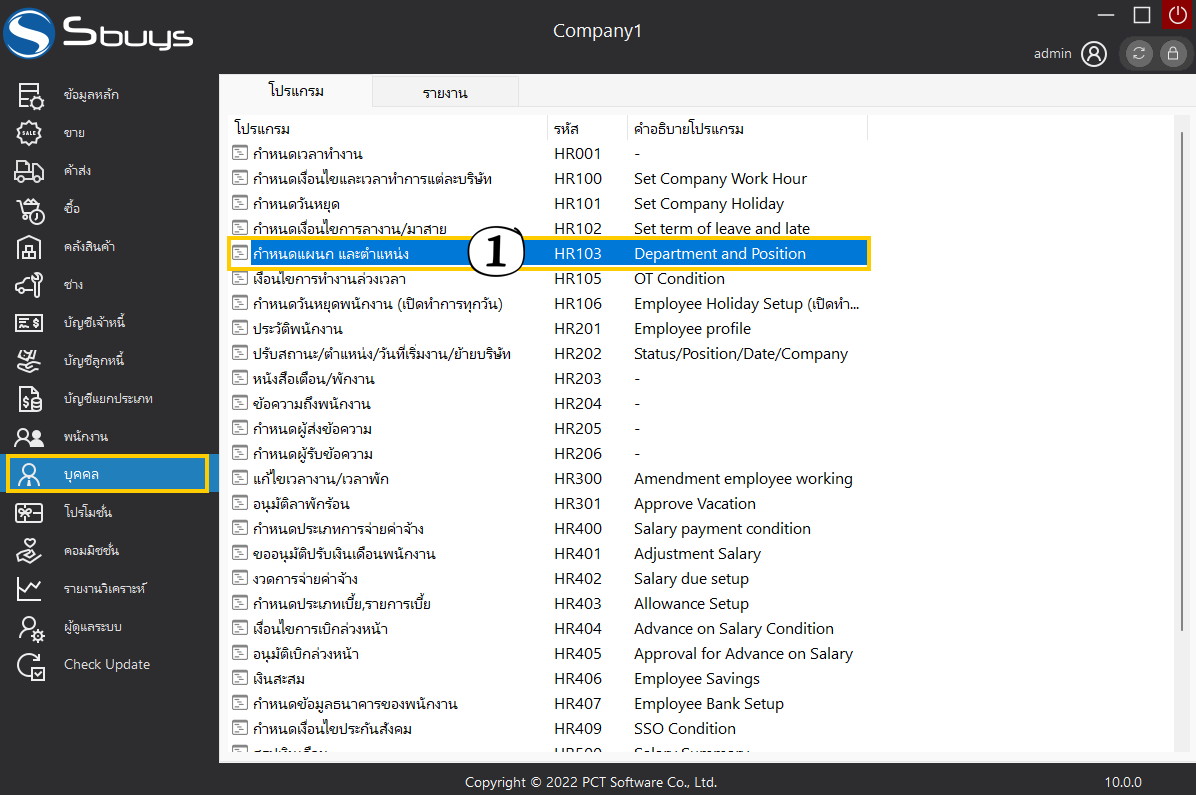 Sbuys
Company1
admin
ข้อมูลหลัก
ขาย
ค้าส่ง
ซื้อ
คลังสินค้า
ช่าง
บัญชีเจ้าหนี้
บัญชีลูกหนี้
บัญชีแยกประเภท
พนักงาน
บุคคล
โปรโมชั่น
คอมมิชชั่น
รายงานวิเคราะห์
ผู้ดูแลระบบ
Check Update
โปรแกรม รายงาน
โปรแกรม รหัส คำอธิบายโปรแกรม
กำหนดเวลาทำงาน HR001 -
กำหนดเงื่อนไขและเวลาทำการแต่ละบริษัท HR100 Set Company Work Hour
กำหนดวันหยุด HR101 Set Company Holiday
กำหนดเงื่อนไขการลางาน/มาสาย HR102 Set term of leave and late
กำหนดแผนก และตำแหน่ง 1 HR103 Department and Position
เงื่อนไขการทำงานล่วงเวลา HR105 OT Condition
กำหนดวันหยุดพนักงาน (เปิดทำการทุกวัน) HR106 Employee Holiday Setup (เปิดทำ...
ประวัติพนักงาน HR201 Employee profile
ปรับสถานะ/ตำแหน่ง/วันที่เริ่มงาน/ย้ายบริษัท HR202 Status/Position/Date/Company
หนังสือเตือน/พักงาน HR203 -
ข้อความถึงพนักงาน HR204 -
กำหนดผู้ส่งข้อความ HR205 -
กำหนดผู้รับข้อความ HR206 -
แก้ไขเวลางาน/เวลาพัก HR300 Amendment employee working
อนุมัติลาพักร้อน HR301 Approve Vacation
กำหนดประเภทการจ่ายค่าจ้าง HR400 Salary payment condition
ขออนุมัติปรับเงินเดือนพนักงาน HR401 Adjustment Salary
งวดการจ่ายค่าจ้าง HR402 Salary due setup
กำหนดประเภทเบี้ย,รายการเบี้ย HR403 Allowance Setup
เงื่อนไขการเบิกล่วงหน้า HR404 Advance on Salary Condition
อนุมัติเบิกล่วงหน้า HR405 Approval for Advance on Salary
เงินสะสม HR406 Employee Savings
กำหนดข้อมูลธนาคารของพนักงาน HR407 Employee Bank Setup
กำหนดเงื่อนไขประกันสังคม HR409 SSO Condition
Copyright © 2022 PCT Software Co., Ltd. 10.0.0